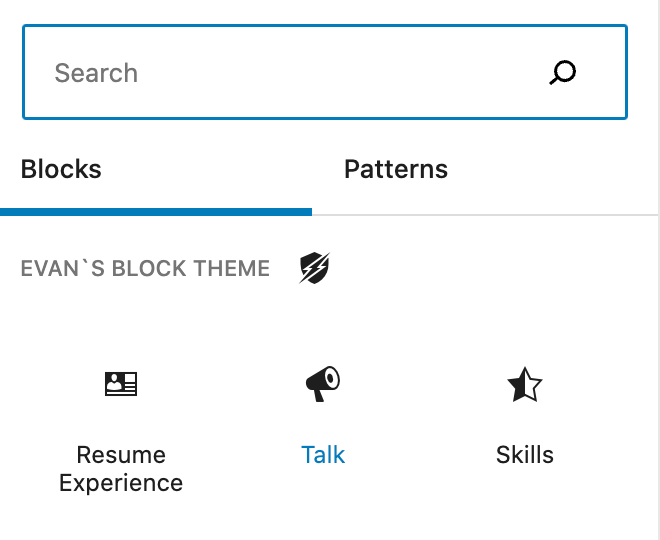 Search
Blocks Patterns
EVAN`S BLOCK THEME
Resume
Experience
Talk
Skills